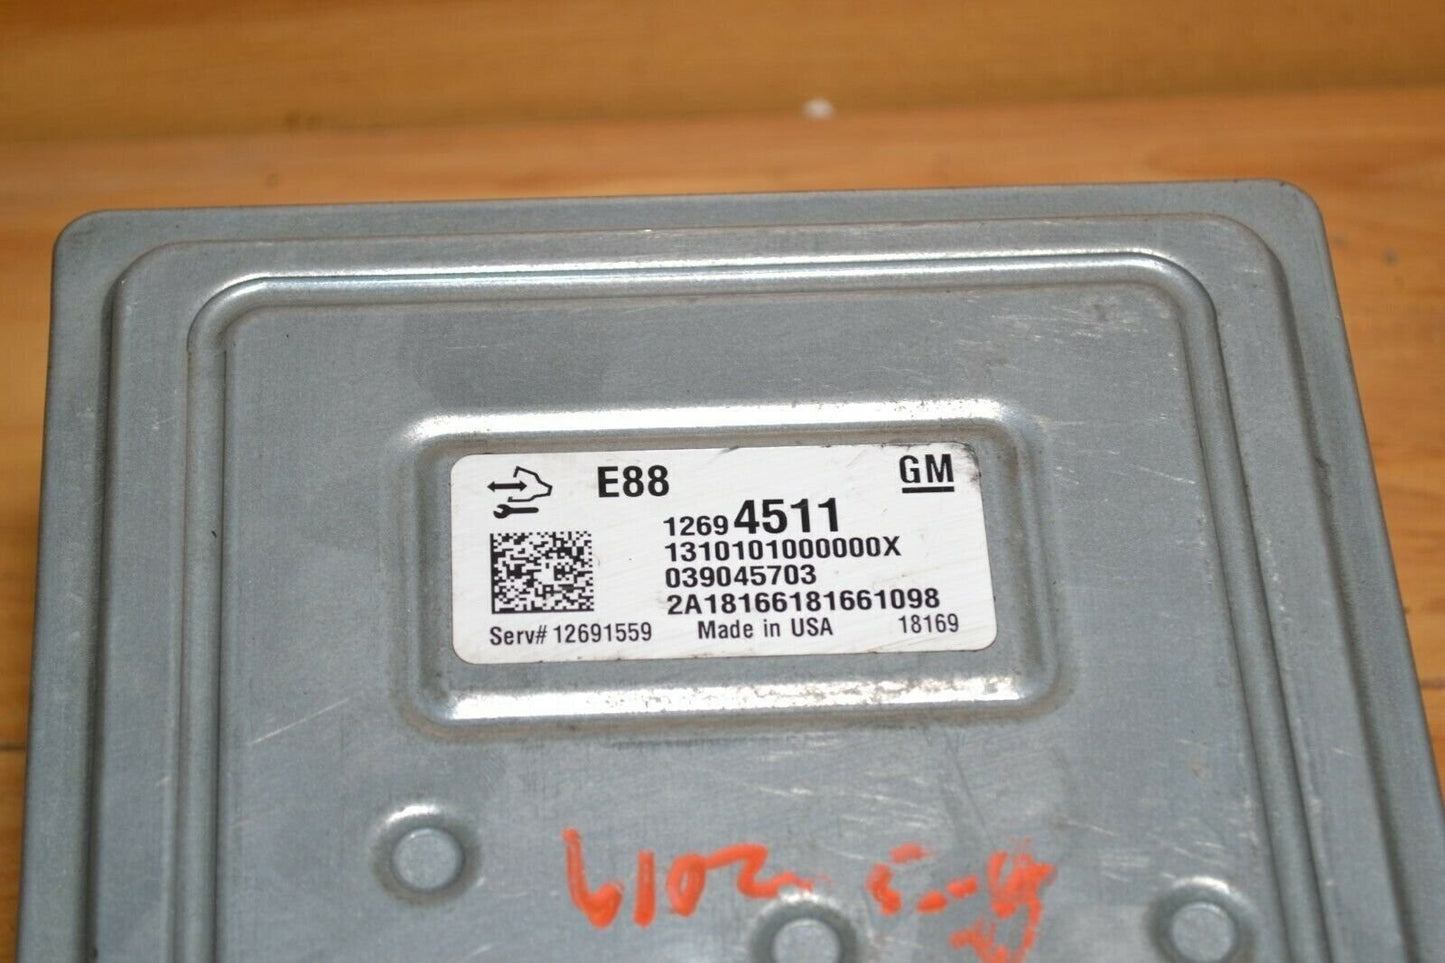 E88
GM
12694511
1310101000000X
039045703
2A18166181661098
Serv# 12691559 Made in USA 18169